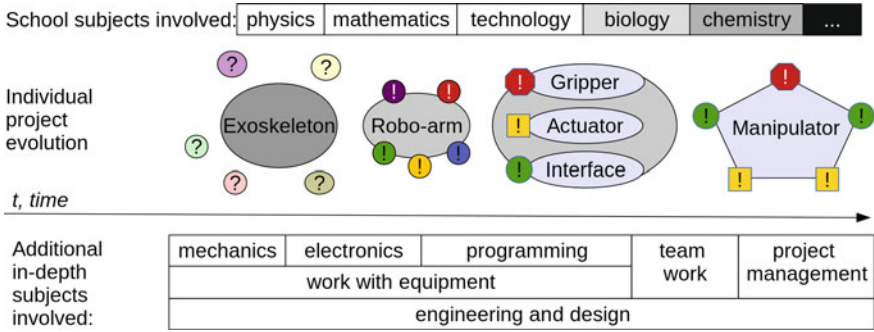 School subjects involved: physics mathematics technology biology chemistry ...
? ?
! ! ! Gripper !
Individual
project
evolution
Exoskeleton Robo-arm ! Actuator ! Manipulator !
? ! ! ! ! Interface ! !
? ?
t, time
Additional
in-depth
subjects
involved:
mechanics electronics programming team
work project
management
work with equipment
engineering and design